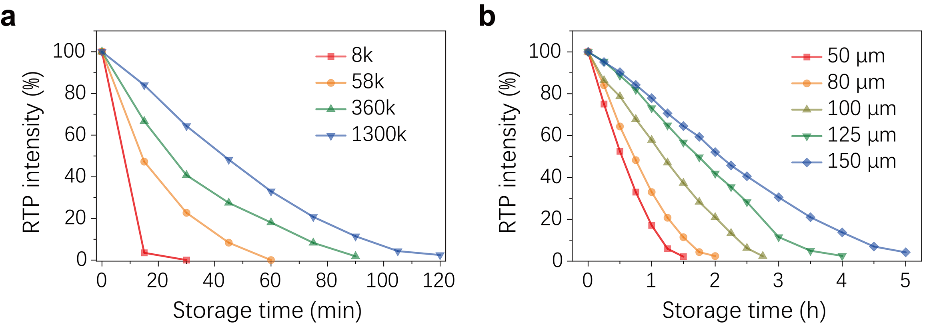 a
RTP intensity (%)
100
80
60
40
20
0
0 20 40 60 80 100 120
Storage time (min)
8k
58k
360k
1300k
b
RTP intensity (%)
100
80
60
40
20
0
0 1 2 3 4 5
Storage time (h)
50 μm
80 μm
100 μm
125 μm
150 μm